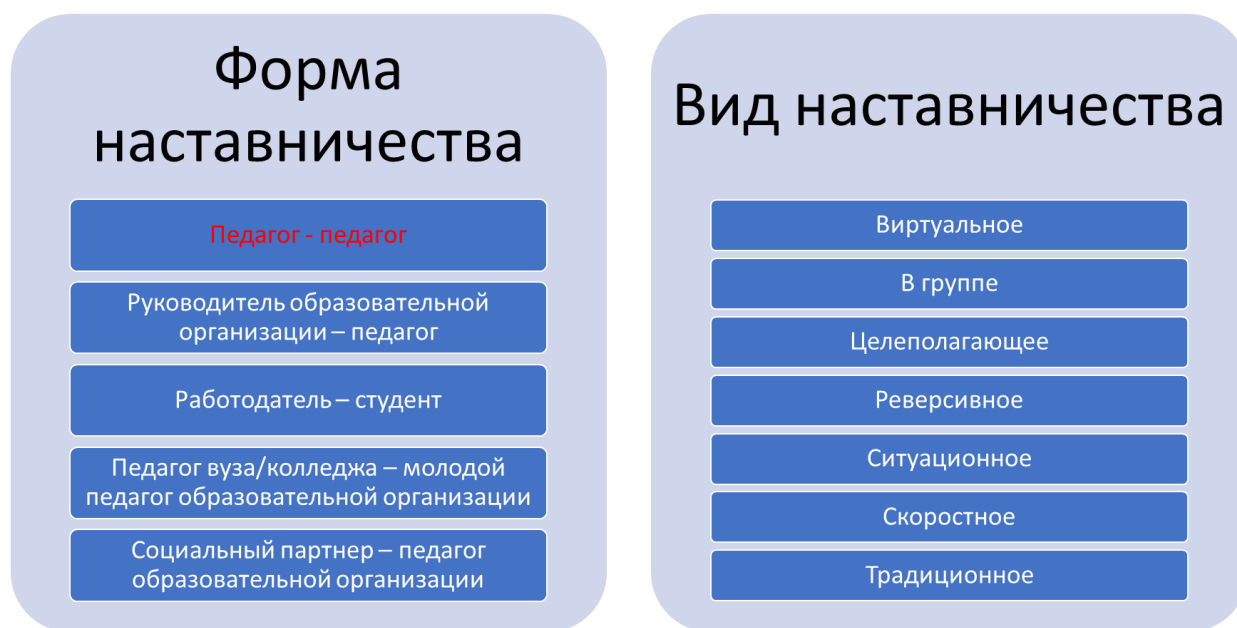 Форма
наставничества
Педагог - педагог
Руководитель образовательной
организации – педагог
Работодатель – студент
Педагог вуза/колледжа – молодой
педагог образовательной организации
Социальный партнер – педагог
образовательной организации
Вид наставничества
Виртуальное
В группе
Целеполагающее
Реверсивное
Ситуационное
Скоростное
Традиционное